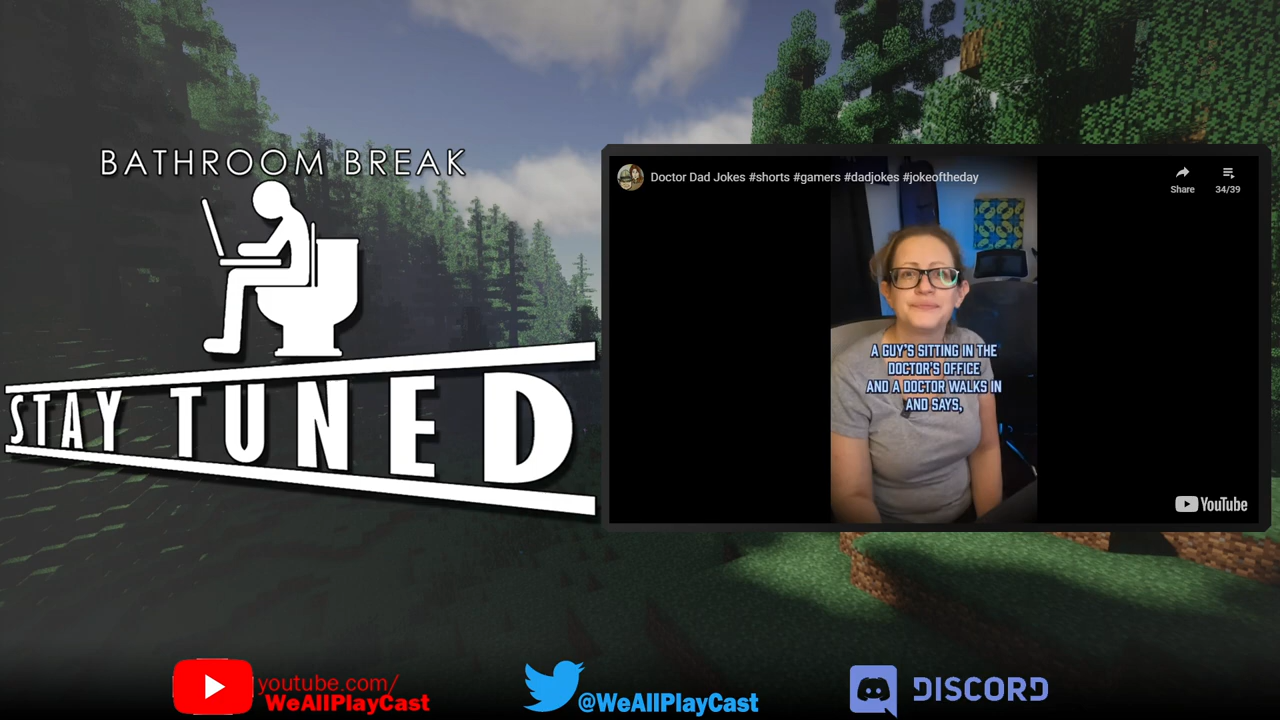 BATHROOM BREAK
STAY TUNED
Doctor Dad Jokes #shorts #gamers #dadjokes #jokeoftheday
Share
34/39
A GUY'S SITTING IN THE
DOCTOR'S OFFICE
AND A DOCTOR WALKS IN
AND SAYS,
YouTube
youtube.com/
WeAllPlayCast
@WeAllPlayCast
DISCORD